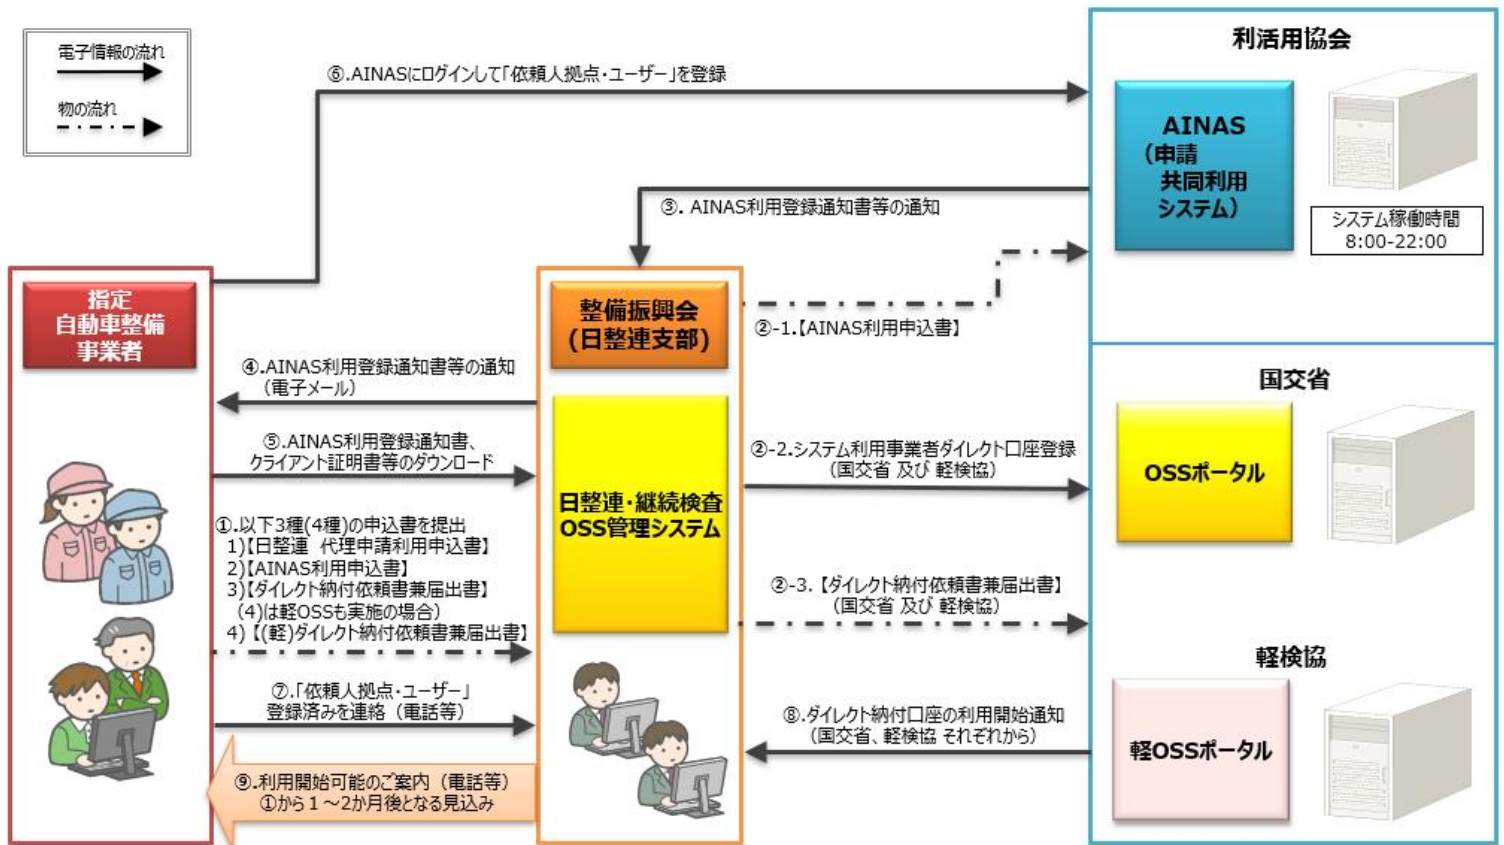 電子情報の流れ
物の流れ
⑥.AINASにログインして「依頼人拠点・ユーザー」を登録
利活用協会
AINAS
(申請
共同利用
システム)
システム稼働時間
8:00-22:00
③. AINAS利用登録通知書等の通知
②-1.【AINAS利用申込書】
指定
自動車整備
事業者
整備振興会
(日整連支部)
④.AINAS利用登録通知書等の通知
(電子メール)
⑤.AINAS利用登録通知書、
クライアント証明書等のダウンロード
①.以下3種(4種)の申込書を提出
1)【日整連 代理申請利用申込書】
2)【AINAS利用申込書】
3)【ダイレクト納付依頼書兼届出書】
(4)は軽OSSも実施の場合)
4)【(軽)ダイレクト納付依頼書兼届出書】
⑦.「依頼人拠点・ユーザー」
登録済みを連絡(電話等)
⑨.利用開始可能のご案内(電話等)
①から1~2か月後となる見込み
日整連・継続検査
OSS管理システム
②-2.システム利用事業者ダイレクト口座登録
(国交省 及び 軽検協)
②-3.【ダイレクト納付依頼書兼届出書】
(国交省 及び 軽検協)
⑧.ダイレクト納付口座の利用開始通知
(国交省、軽検協 それぞれから)
国交省
OSSポータル
軽検協
軽OSSポータル